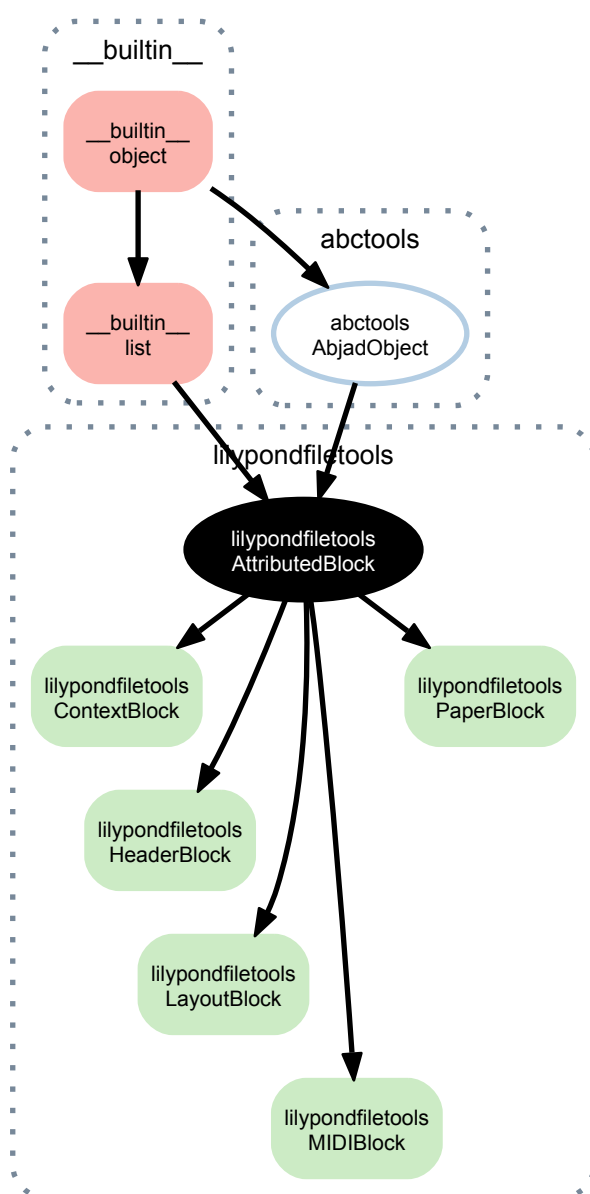 __builtin__
__builtin__
object
abctools
__builtin__
list
abctools
AbjadObject
lilypondfiletools
lilypondfiletools
AttributedBlock
lilypondfiletools
ContextBlock
lilypondfiletools
PaperBlock
lilypondfiletools
HeaderBlock
lilypondfiletools
LayoutBlock
lilypondfiletools
MIDIBlock